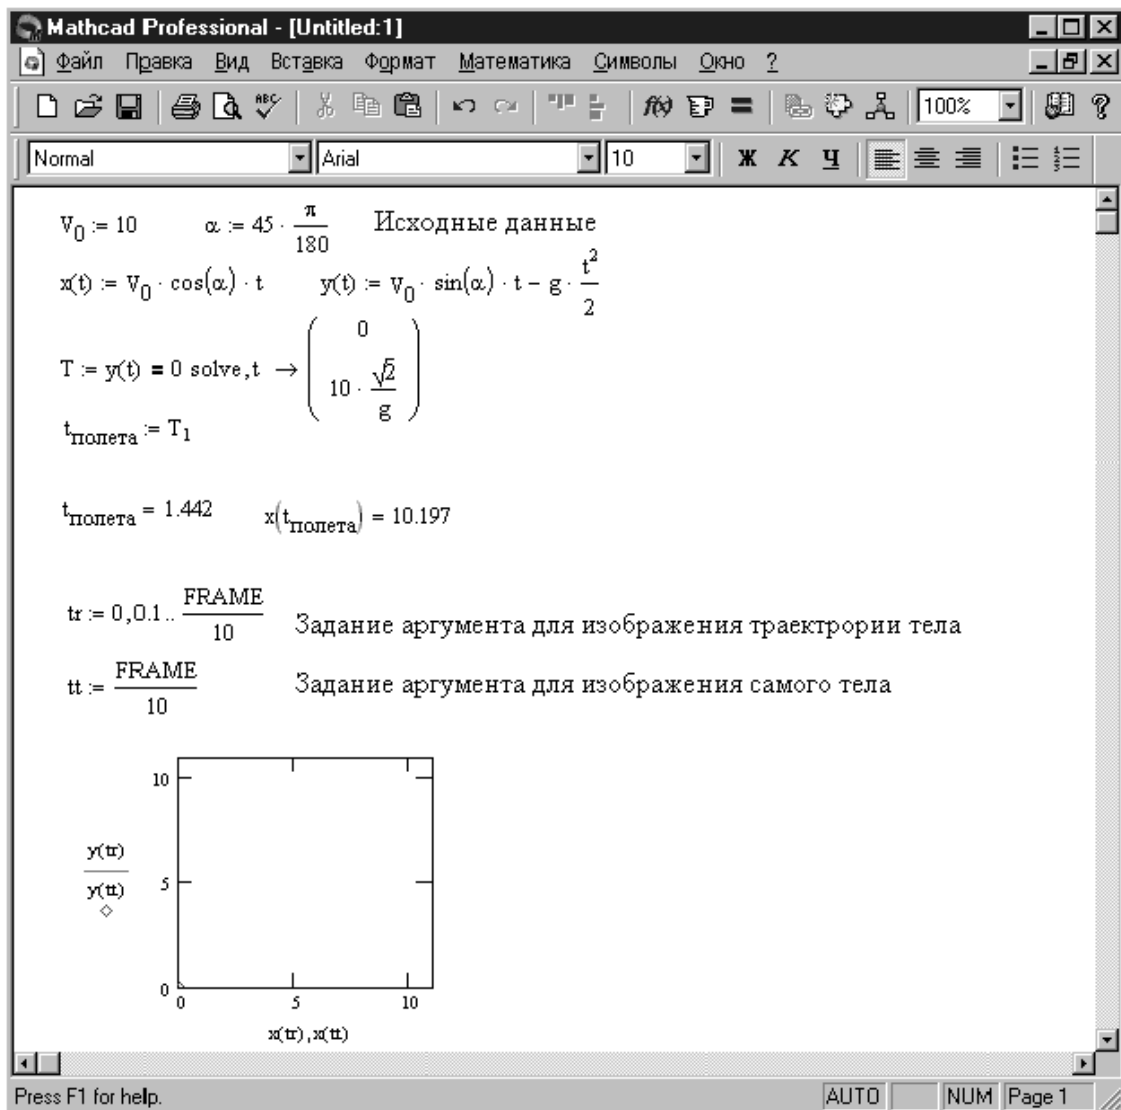 Mathcad Professional - [Untitled:1]
Файл Правка Вид Вставка Формат Математика Символы Окно ?
ABC f(x) 100% ?
Normal Arial 10 Ж К Ч
V₀ := 10 α := 45 · π/180 Исходные данные
x(t) := V₀ · cos(α) · t y(t) := V₀ · sin(α) · t − g · t²/2
T := y(t) = 0 solve,t → (0
10 · √2/g)
tполета := T₁
tполета = 1.442 x(tполета) = 10.197
tr := 0,0.1.. FRAME/10 Задание аргумента для изображения траектрории тела
tt := FRAME/10 Задание аргумента для изображения самого тела
10
y(tr)
y(tt)
5
0
0 5 10
x(tr),x(tt)
Press F1 for help. AUTO NUM Page 1